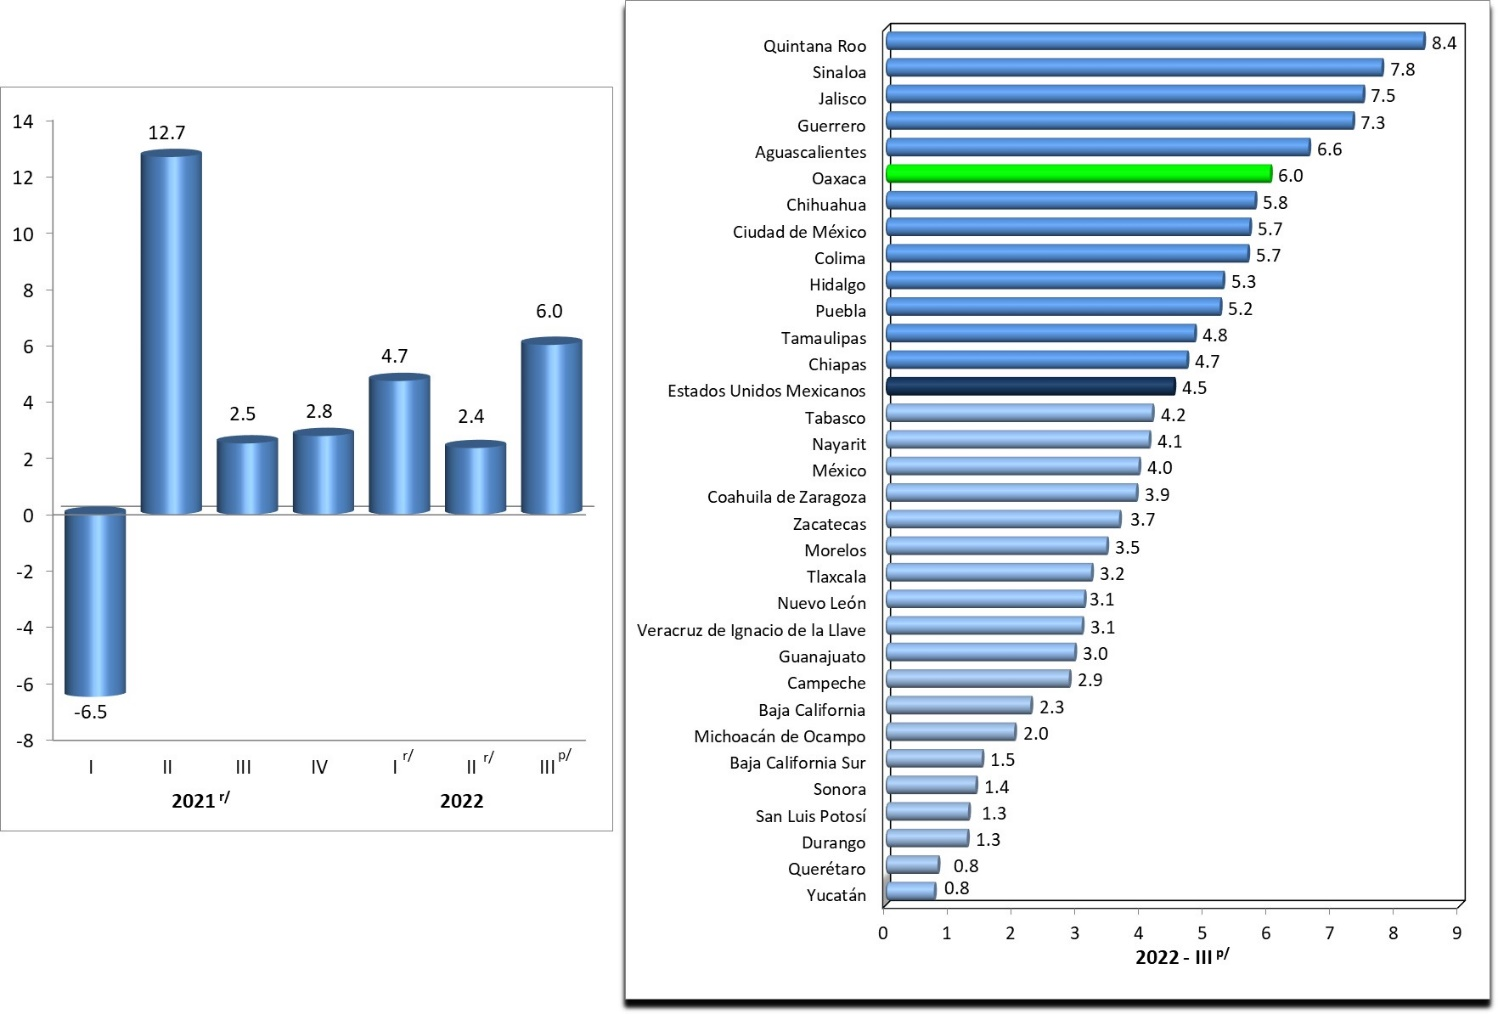 14
12
10
8
6
4
2
0
-2
-4
-6
-8
-6.5
12.7
2.5
2.8
4.7
2.4
6.0
I II III IV I r/ II r/ III p/
2021 r/ 2022
Quintana Roo 8.4
Sinaloa 7.8
Jalisco 7.5
Guerrero 7.3
Aguascalientes 6.6
Oaxaca 6.0
Chihuahua 5.8
Ciudad de México 5.7
Colima 5.7
Hidalgo 5.3
Puebla 5.2
Tamaulipas 4.8
Chiapas 4.7
Estados Unidos Mexicanos 4.5
Tabasco 4.2
Nayarit 4.1
México 4.0
Coahuila de Zaragoza 3.9
Zacatecas 3.7
Morelos 3.5
Tlaxcala 3.2
Nuevo León 3.1
Veracruz de Ignacio de la Llave 3.1
Guanajuato 3.0
Campeche 2.9
Baja California 2.3
Michoacán de Ocampo 2.0
Baja California Sur 1.5
Sonora 1.4
San Luis Potosí 1.3
Durango 1.3
Querétaro 0.8
Yucatán 0.8
0 1 2 3 4 5 6 7 8 9
2022 - III p/